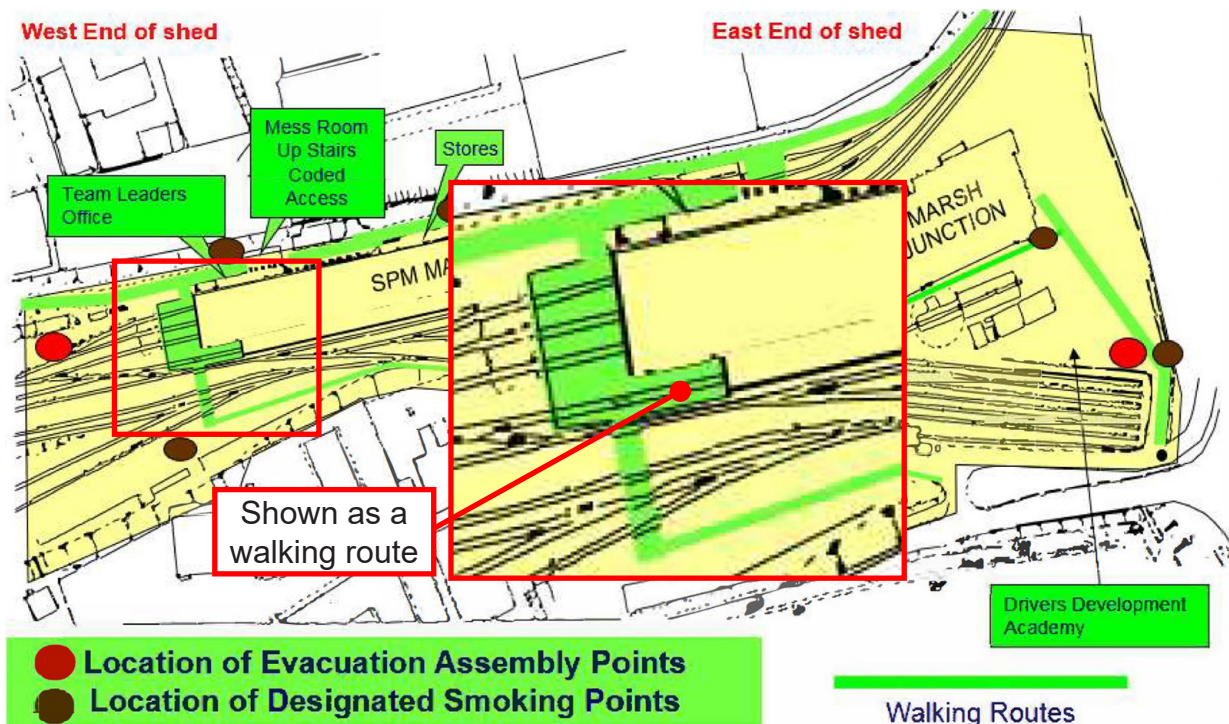 West End of shed
East End of shed
Mess Room
Up Stairs
Coded
Access
Stores
Team Leaders
Office
SPM MA
MARSH
JUNCTION
Shown as a
walking route
Drivers Development
Academy
Location of Evacuation Assembly Points
Location of Designated Smoking Points
Walking Routes